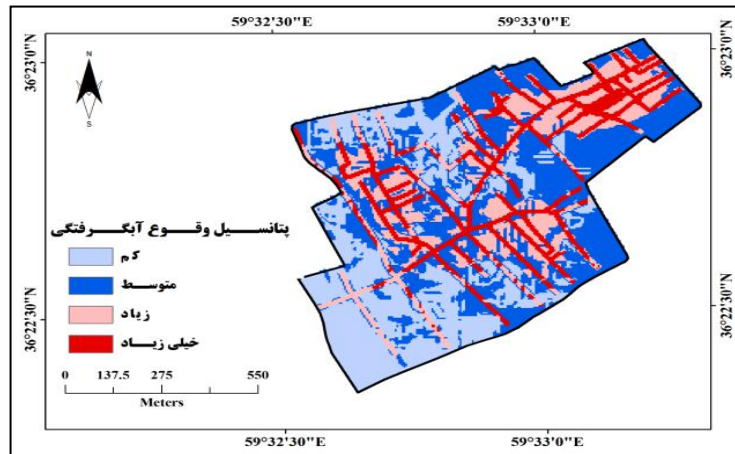 59°32'30"E 59°33'0"E
36°23'0"N 36°23'0"N
N
S
پتانسیل وقوع آبگرفتگی
کم
متوسط
زیاد
خیلی زیاد
0 137.5 275 550
Meters
36°22'30"N 36°22'30"N
59°32'30"E 59°33'0"E